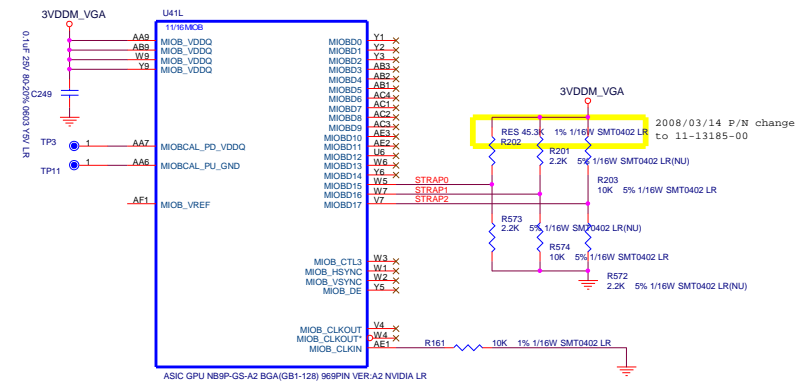 3VDDM_VGA
U41L
11/16MIOB
AA9 MIOB_VDDQ
AB9 MIOB_VDDQ
W9 MIOB_VDDQ
Y9 MIOB_VDDQ
0.1uF 25V 80-20% 0603 Y5V LR
C249
TP3 1 AA7 MIOBCAL_PD_VDDQ
TP11 1 AA6 MIOBCAL_PU_GND
AF1 MIOB_VREF
MIOBD0 Y1
MIOBD1 Y2
MIOBD2 Y3
MIOBD3 AB3
MIOBD4 AB2
MIOBD5 AB1
MIOBD6 AC4
MIOBD7 AC1
MIOBD8 AC2
MIOBD9 AC3
MIOBD10 AE3
MIOBD11 AE2
MIOBD12 U6
MIOBD13 W6
MIOBD14 Y6
MIOBD15 W5 STRAP0
MIOBD16 W7 STRAP1
MIOBD17 V7 STRAP2
MIOB_CTL3 W3
MIOB_HSYNC W1
MIOB_VSYNC W2
MIOB_DE Y5
MIOB_CLKOUT V4
MIOB_CLKOUT* W4
MIOB_CLKIN AE1
R161 10K 1% 1/16W SMT0402 LR
3VDDM_VGA
RES 45.3K 1% 1/16W SMT0402 LR
R202
R201
2.2K 5% 1/16W SMT0402 LR(NU)
R203
10K 5% 1/16W SMT0402 LR
R573
2.2K 5% 1/16W SMT0402 LR(NU)
R574
10K 5% 1/16W SMT0402 LR
R572
2.2K 5% 1/16W SMT0402 LR(NU)
2008/03/14 P/N change
to 11-13185-00
ASIC GPU NB9P-GS-A2 BGA(GB1-128) 969PIN VER:A2 NVIDIA LR